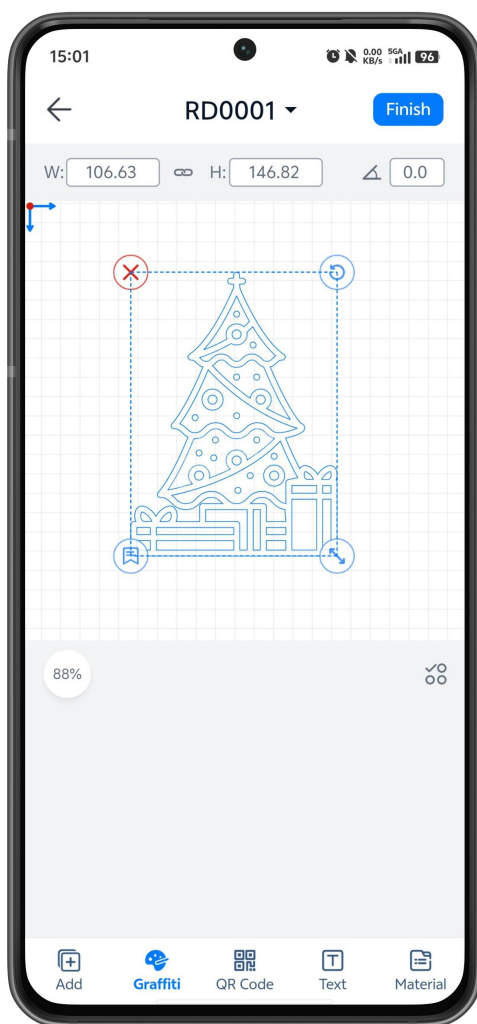 15:01
0.00 KB/s 5GA 96
RD0001
Finish
W: 106.63 H: 146.82 0.0
88%
Add Graffiti QR Code Text Material